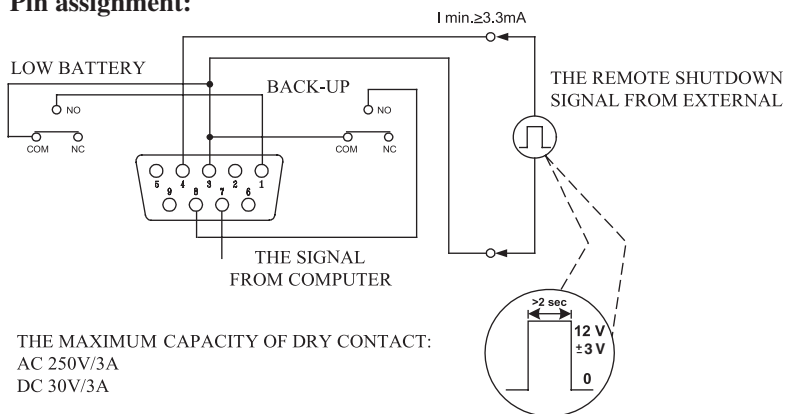 Pin assignment:
I min.≥3.3mA
LOW BATTERY
BACK-UP
THE REMOTE SHUTDOWN
SIGNAL FROM EXTERNAL
NO
NO
COM
NC
COM
NC
5
4
3
2
1
9
8
7
6
THE SIGNAL
FROM COMPUTER
>2 sec
12 V
±3 V
0
THE MAXIMUM CAPACITY OF DRY CONTACT:
AC 250V/3A
DC 30V/3A